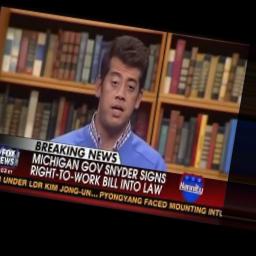 BREAKING NEWS
MICHIGAN GOV SNYDER SIGNS
RIGHT-TO-WORK BILL INTO LAW
FOX
NEWS
Hannity
UNDER LDR KIM JONG-UN... PYONGYANG FACED MOUNTING INT